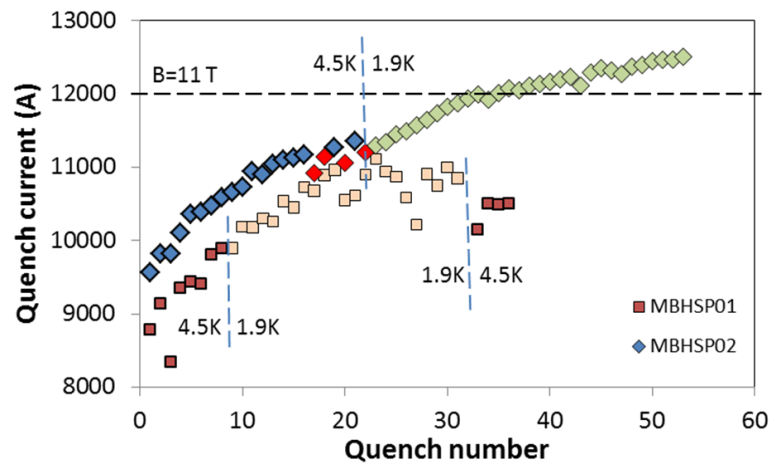 13000
12000
11000
10000
9000
8000
Quench current (A)
B=11 T
4.5K 1.9K
4.5K 1.9K
1.9K 4.5K
MBHSP01
MBHSP02
0 10 20 30 40 50 60
Quench number